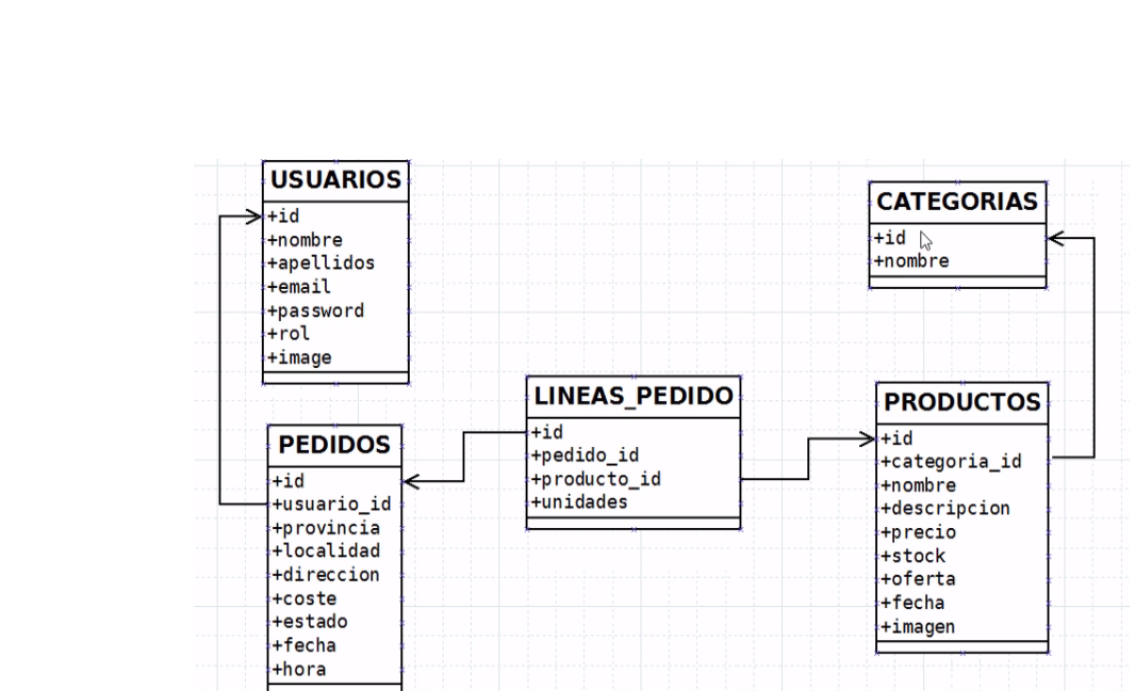 USUARIOS
+id
+nombre
+apellidos
+email
+password
+rol
+image
CATEGORIAS
+id
+nombre
LINEAS_PEDIDO
+id
+pedido_id
+producto_id
+unidades
PRODUCTOS
+id
+categoria_id
+nombre
+descripcion
+precio
+stock
+oferta
+fecha
+imagen
PEDIDOS
+id
+usuario_id
+provincia
+localidad
+direccion
+coste
+estado
+fecha
+hora